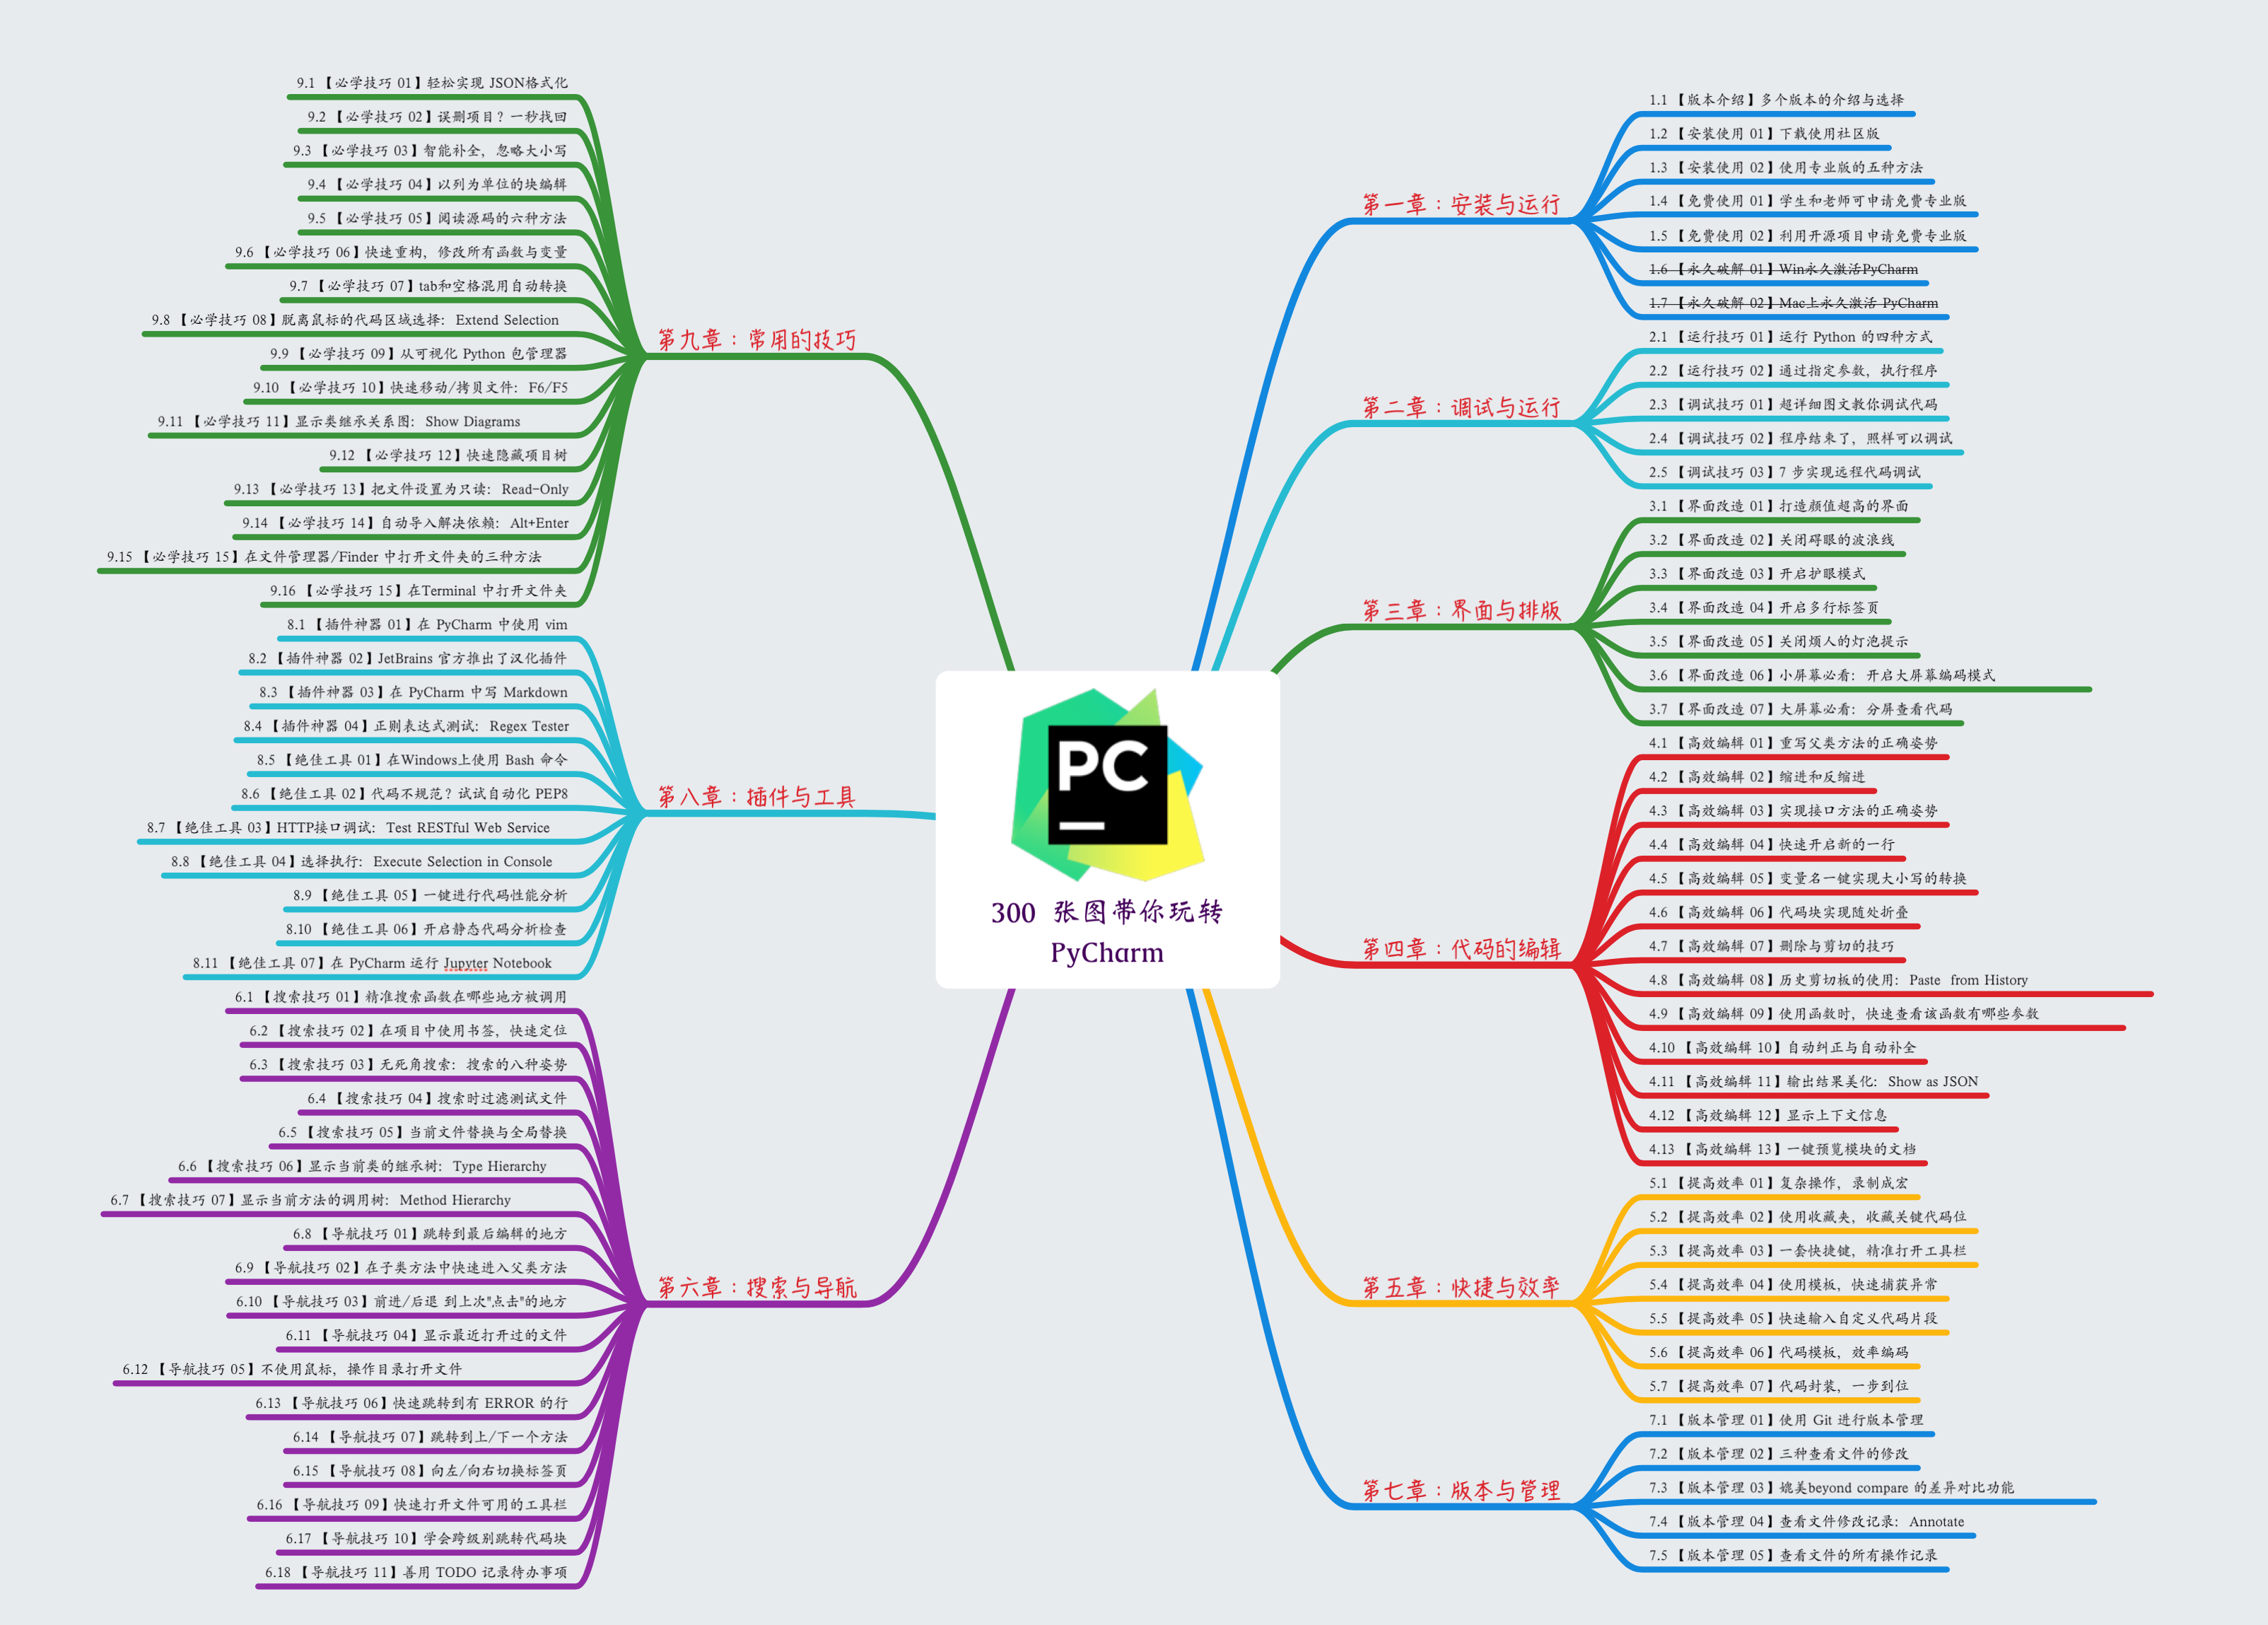 PC
300 张图带你玩转
PyCharm
第一章：安装与运行
1.1 【版本介绍】多个版本的介绍与选择
1.2 【安装使用 01】下载使用社区版
1.3 【安装使用 02】使用专业版的五种方法
1.4 【免费使用 01】学生和老师可申请免费专业版
1.5 【免费使用 02】利用开源项目申请免费专业版
1.6 【永久破解 01】Win永久激活PyCharm
1.7 【永久破解 02】Mac上永久激活 PyCharm
第二章：调试与运行
2.1 【运行技巧 01】运行 Python 的四种方式
2.2 【运行技巧 02】通过指定参数，执行程序
2.3 【调试技巧 01】超详细图文教你调试代码
2.4 【调试技巧 02】程序结束了，照样可以调试
2.5 【调试技巧 03】7 步实现远程代码调试
第三章：界面与排版
3.1 【界面改造 01】打造颜值超高的界面
3.2 【界面改造 02】关闭碍眼的波浪线
3.3 【界面改造 03】开启护眼模式
3.4 【界面改造 04】开启多行标签页
3.5 【界面改造 05】关闭烦人的灯泡提示
3.6 【界面改造 06】小屏幕必看：开启大屏幕编码模式
3.7 【界面改造 07】大屏幕必看：分屏查看代码
第四章：代码的编辑
4.1 【高效编辑 01】重写父类方法的正确姿势
4.2 【高效编辑 02】缩进和反缩进
4.3 【高效编辑 03】实现接口方法的正确姿势
4.4 【高效编辑 04】快速开启新的一行
4.5 【高效编辑 05】变量名一键实现大小写的转换
4.6 【高效编辑 06】代码块实现随处折叠
4.7 【高效编辑 07】删除与剪切的技巧
4.8 【高效编辑 08】历史剪切板的使用：Paste  from History
4.9 【高效编辑 09】使用函数时，快速查看该函数有哪些参数
4.10 【高效编辑 10】自动纠正与自动补全
4.11 【高效编辑 11】输出结果美化：Show as JSON
4.12 【高效编辑 12】显示上下文信息
4.13 【高效编辑 13】一键预览模块的文档
第五章：快捷与效率
5.1 【提高效率 01】复杂操作，录制成宏
5.2 【提高效率 02】使用收藏夹，收藏关键代码位
5.3 【提高效率 03】一套快捷键，精准打开工具栏
5.4 【提高效率 04】使用模板，快速捕获异常
5.5 【提高效率 05】快速输入自定义代码片段
5.6 【提高效率 06】代码模板，效率编码
5.7 【提高效率 07】代码封装，一步到位
第七章：版本与管理
7.1 【版本管理 01】使用 Git 进行版本管理
7.2 【版本管理 02】三种查看文件的修改
7.3 【版本管理 03】媲美beyond compare 的差异对比功能
7.4 【版本管理 04】查看文件修改记录：Annotate
7.5 【版本管理 05】查看文件的所有操作记录
第九章：常用的技巧
9.1 【必学技巧 01】轻松实现 JSON格式化
9.2 【必学技巧 02】误删项目？一秒找回
9.3 【必学技巧 03】智能补全，忽略大小写
9.4 【必学技巧 04】以列为单位的块编辑
9.5 【必学技巧 05】阅读源码的六种方法
9.6 【必学技巧 06】快速重构，修改所有函数与变量
9.7 【必学技巧 07】tab和空格混用自动转换
9.8 【必学技巧 08】脱离鼠标的代码区域选择：Extend Selection
9.9 【必学技巧 09】从可视化 Python 包管理器
9.10 【必学技巧 10】快速移动/拷贝文件：F6/F5
9.11 【必学技巧 11】显示类继承关系图：Show Diagrams
9.12 【必学技巧 12】快速隐藏项目树
9.13 【必学技巧 13】把文件设置为只读：Read-Only
9.14 【必学技巧 14】自动导入解决依赖：Alt+Enter
9.15 【必学技巧 15】在文件管理器/Finder 中打开文件夹的三种方法
9.16 【必学技巧 15】在Terminal 中打开文件夹
第八章：插件与工具
8.1 【插件神器 01】在 PyCharm 中使用 vim
8.2 【插件神器 02】JetBrains 官方推出了汉化插件
8.3 【插件神器 03】在 PyCharm 中写 Markdown
8.4 【插件神器 04】正则表达式测试：Regex Tester
8.5 【绝佳工具 01】在Windows上使用 Bash 命令
8.6 【绝佳工具 02】代码不规范？试试自动化 PEP8
8.7 【绝佳工具 03】HTTP接口调试：Test RESTful Web Service
8.8 【绝佳工具 04】选择执行：Execute Selection in Console
8.9 【绝佳工具 05】一键进行代码性能分析
8.10 【绝佳工具 06】开启静态代码分析检查
8.11 【绝佳工具 07】在 PyCharm 运行 Jupyter Notebook
第六章：搜索与导航
6.1 【搜索技巧 01】精准搜索函数在哪些地方被调用
6.2 【搜索技巧 02】在项目中使用书签，快速定位
6.3 【搜索技巧 03】无死角搜索：搜索的八种姿势
6.4 【搜索技巧 04】搜索时过滤测试文件
6.5 【搜索技巧 05】当前文件替换与全局替换
6.6 【搜索技巧 06】显示当前类的继承树：Type Hierarchy
6.7 【搜索技巧 07】显示当前方法的调用树：Method Hierarchy
6.8 【导航技巧 01】跳转到最后编辑的地方
6.9 【导航技巧 02】在子类方法中快速进入父类方法
6.10 【导航技巧 03】前进/后退 到上次"点击"的地方
6.11 【导航技巧 04】显示最近打开过的文件
6.12 【导航技巧 05】不使用鼠标，操作目录打开文件
6.13 【导航技巧 06】快速跳转到有 ERROR 的行
6.14 【导航技巧 07】跳转到上/下一个方法
6.15 【导航技巧 08】向左/向右切换标签页
6.16 【导航技巧 09】快速打开文件可用的工具栏
6.17 【导航技巧 10】学会跨级别跳转代码块
6.18 【导航技巧 11】善用 TODO 记录待办事项